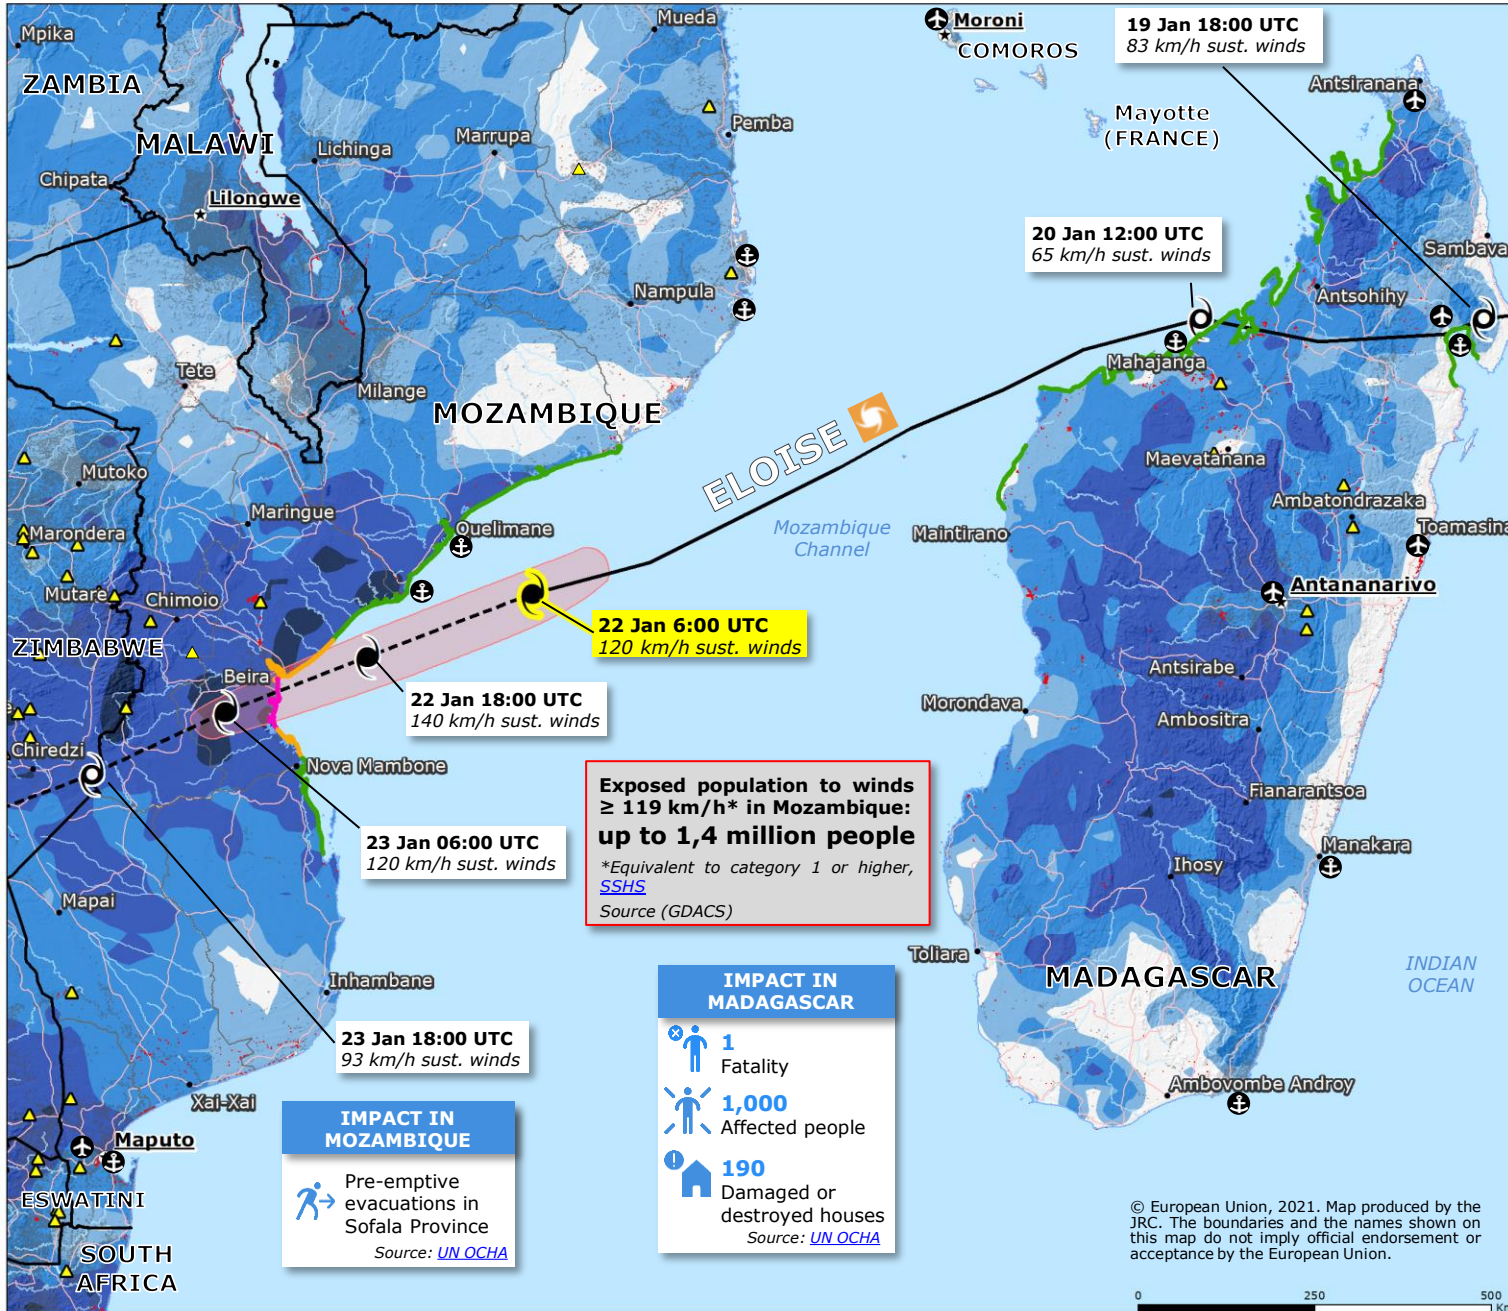 Mpika
Mueda
Moroni
COMOROS
19 Jan 18:00 UTC
83 km/h sust. winds
ZAMBIA
Antsiranana
Mayotte
(FRANCE)
MALAWI
Marrupa
Pemba
Lichinga
Chipata
Lilongwe
20 Jan 12:00 UTC
65 km/h sust. winds
Sambava
Nampula
Antsohihy
Tete
Milange
Mahajanga
MOZAMBIQUE
ELOISE
Mutoko
Maevatanana
Maringue
Ambatondrazaka
Marondera
Quelimane
Mozambique
Channel
Maintirano
Toamasina
Mutare
Chimoio
Antananarivo
22 Jan 6:00 UTC
120 km/h sust. winds
ZIMBABWE
Beira
Antsirabe
22 Jan 18:00 UTC
140 km/h sust. winds
Morondava
Ambositra
Chiredzi
Nova Mambone
Exposed population to winds
≥ 119 km/h* in Mozambique:
up to 1,4 million people
*Equivalent to category 1 or higher,
SSHS
Source (GDACS)
Fianarantsoa
23 Jan 06:00 UTC
120 km/h sust. winds
Manakara
Ihosy
Mapai
Toliara
Inhambane
MADAGASCAR
INDIAN
OCEAN
23 Jan 18:00 UTC
93 km/h sust. winds
IMPACT IN
MADAGASCAR
1
Fatality
1,000
Affected people
190
Damaged or
destroyed houses
Source: UN OCHA
Ambovombe Androy
Xai-Xai
IMPACT IN
MOZAMBIQUE
Pre-emptive
evacuations in
Sofala Province
Source: UN OCHA
Maputo
ESWATINI
SOUTH
AFRICA
© European Union, 2021. Map produced by the
JRC. The boundaries and the names shown on
this map do not imply official endorsement or
acceptance by the European Union.
0 250 500